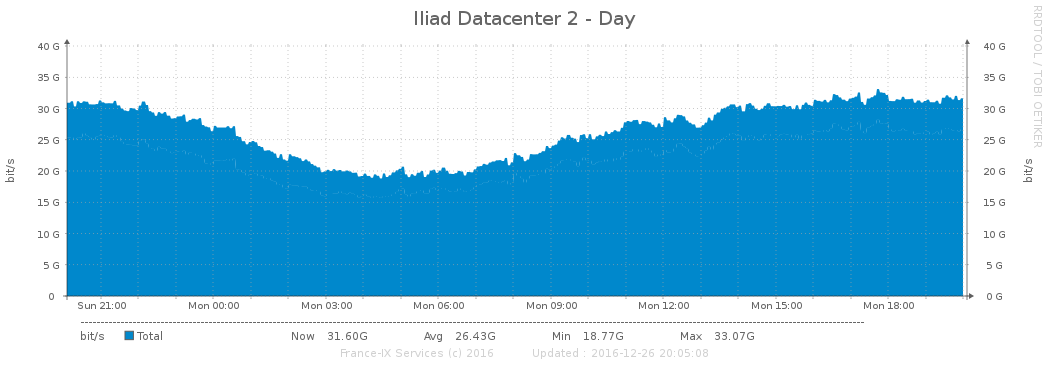 Iliad Datacenter 2 - Day
RRDTOOL / TOBI OETIKER
40 G 40 G
35 G 35 G
30 G 30 G
25 G 25 G
20 G 20 G
15 G 15 G
10 G 10 G
5 G 5 G
0 0 G
bit/s bit/s
Sun 21:00 Mon 00:00 Mon 03:00 Mon 06:00 Mon 09:00 Mon 12:00 Mon 15:00 Mon 18:00
bit/s Total Now 31.60G Avg 26.43G Min 18.77G Max 33.07G
France-IX Services (c) 2016 Updated : 2016-12-26 20:05:08